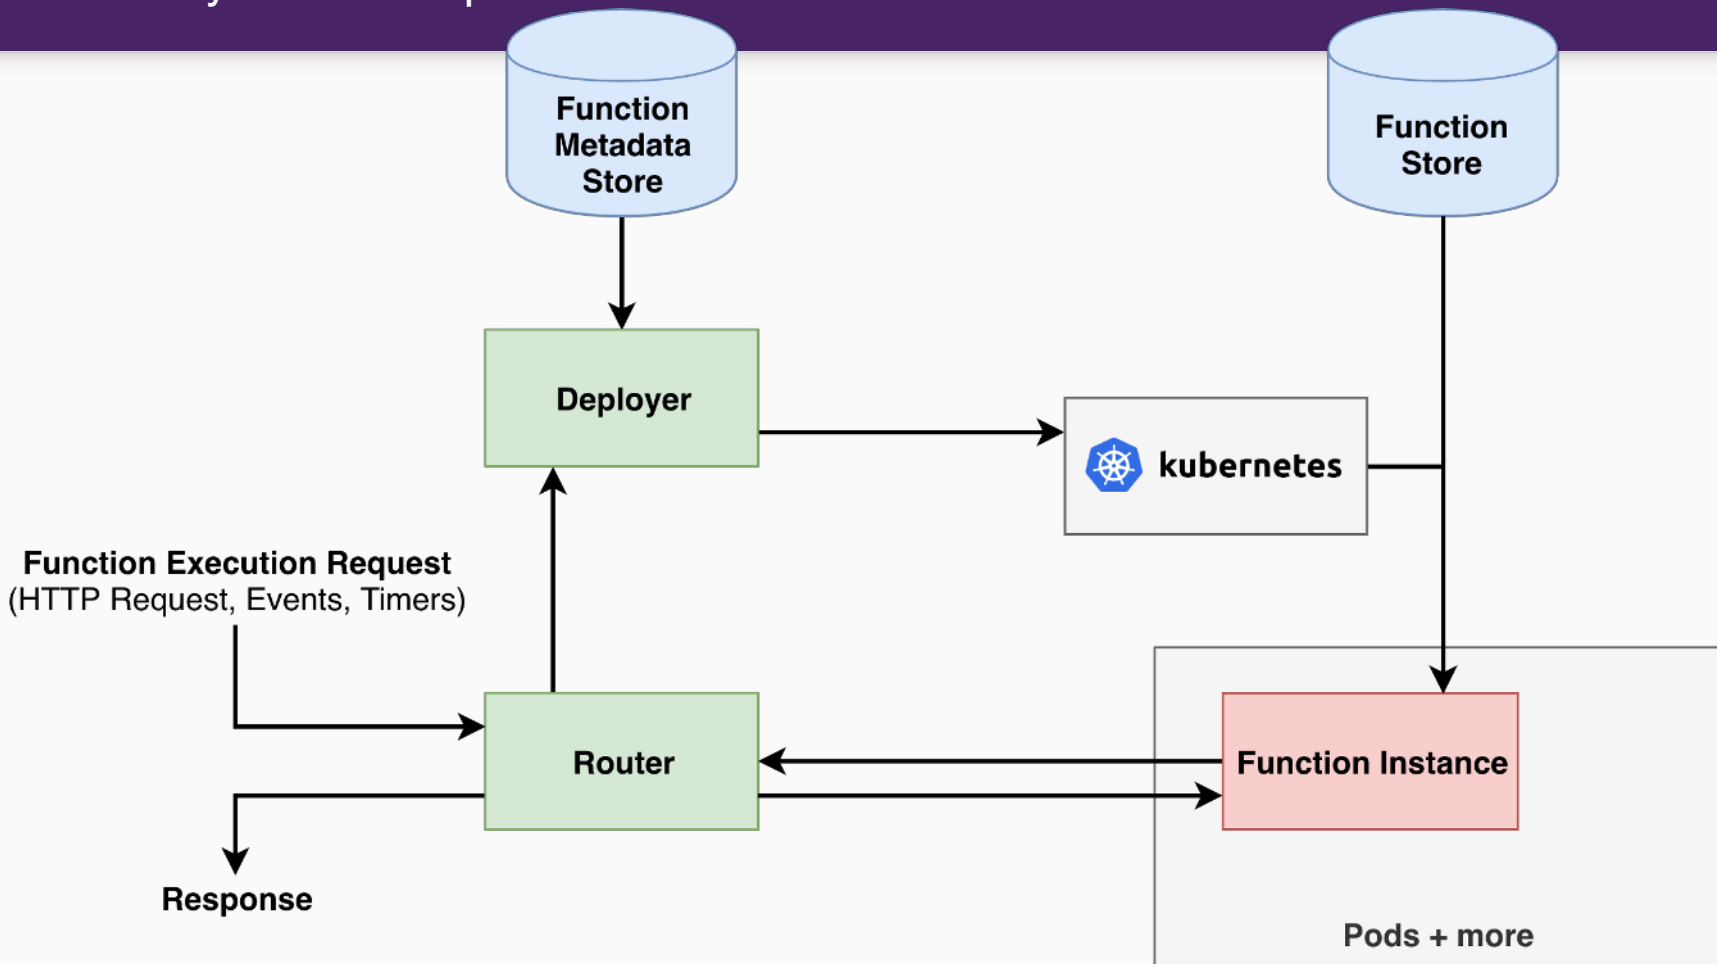 Function
Metadata
Store
Function
Store
Deployer
kubernetes
Function Execution Request
(HTTP Request, Events, Timers)
Router
Function Instance
Response
Pods + more